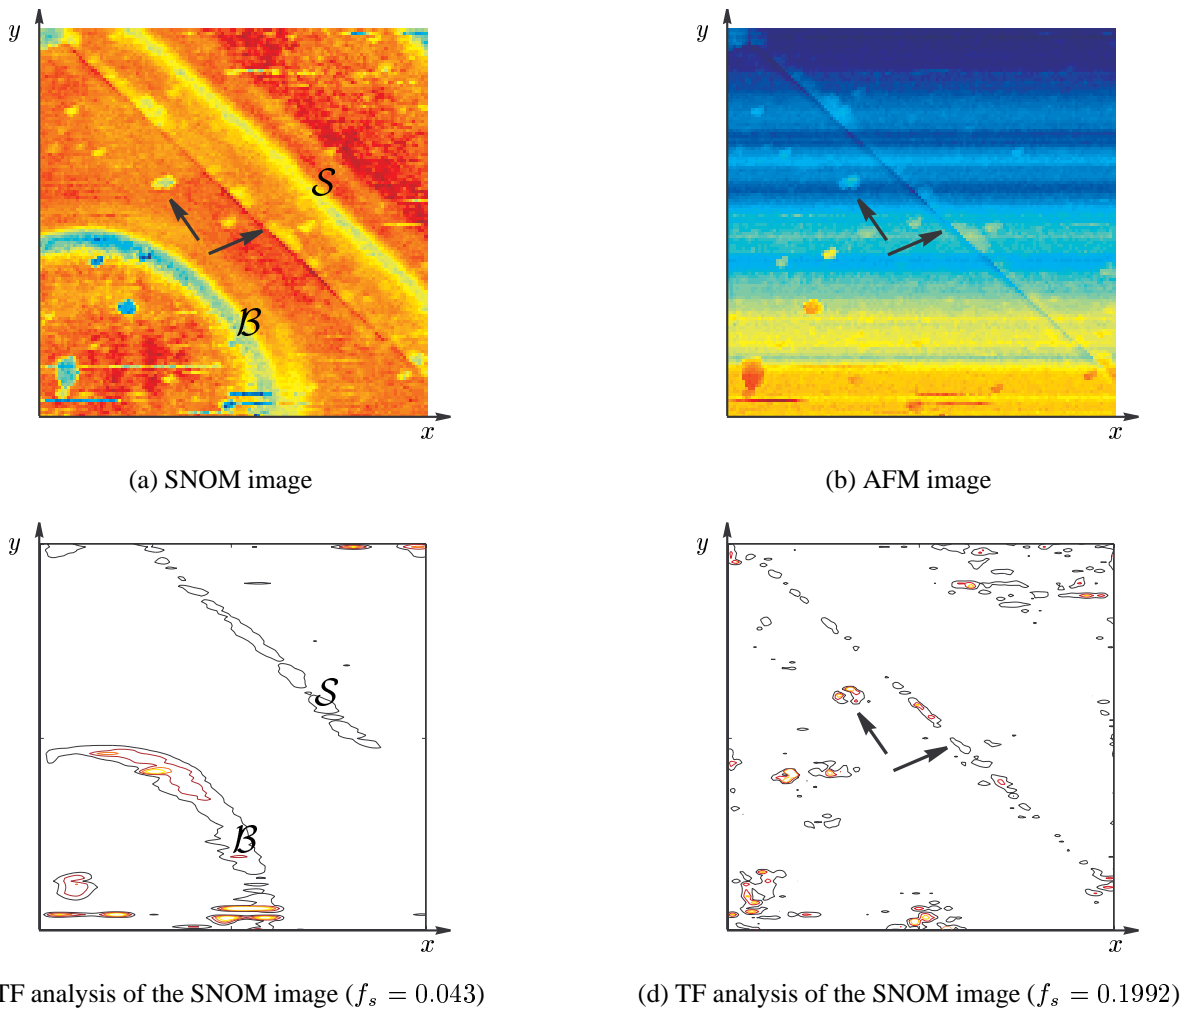 y
y
S
B
x
x
(a) SNOM image
(b) AFM image
y
y
S
B
x
x
TF analysis of the SNOM image (f_s = 0.043)
(d) TF analysis of the SNOM image (f_s = 0.1992)